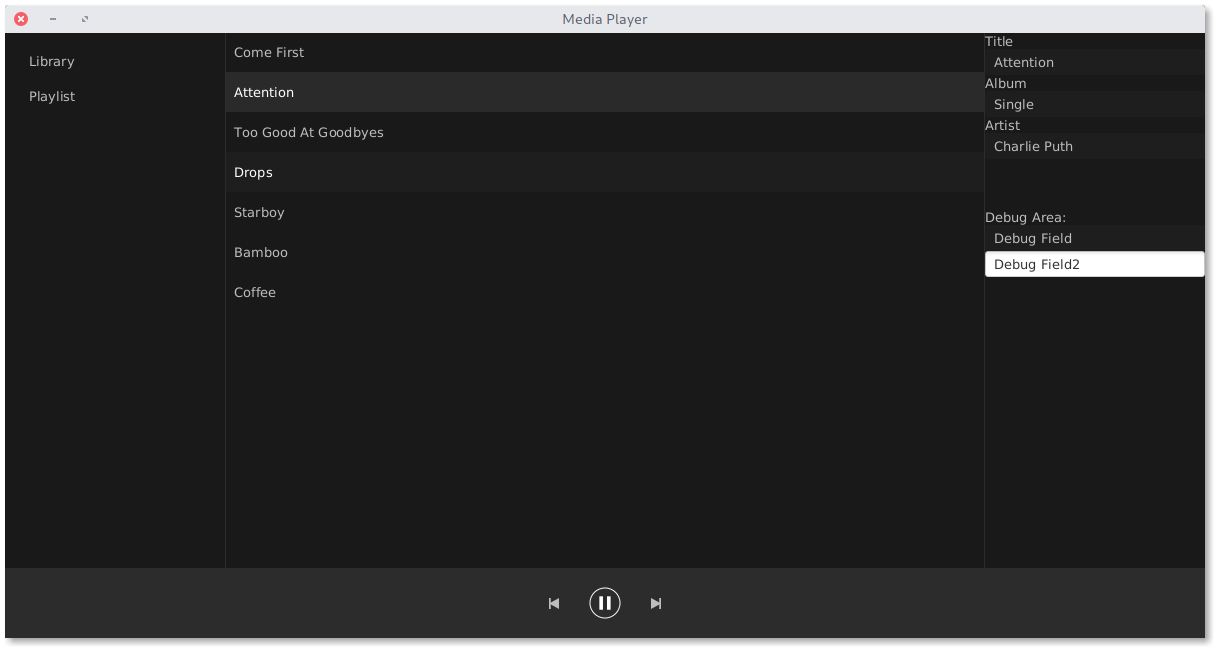 Media Player
Library
Playlist
Come First
Attention
Too Good At Goodbyes
Drops
Starboy
Bamboo
Coffee
Title
Attention
Album
Single
Artist
Charlie Puth
Debug Area:
Debug Field
Debug Field2